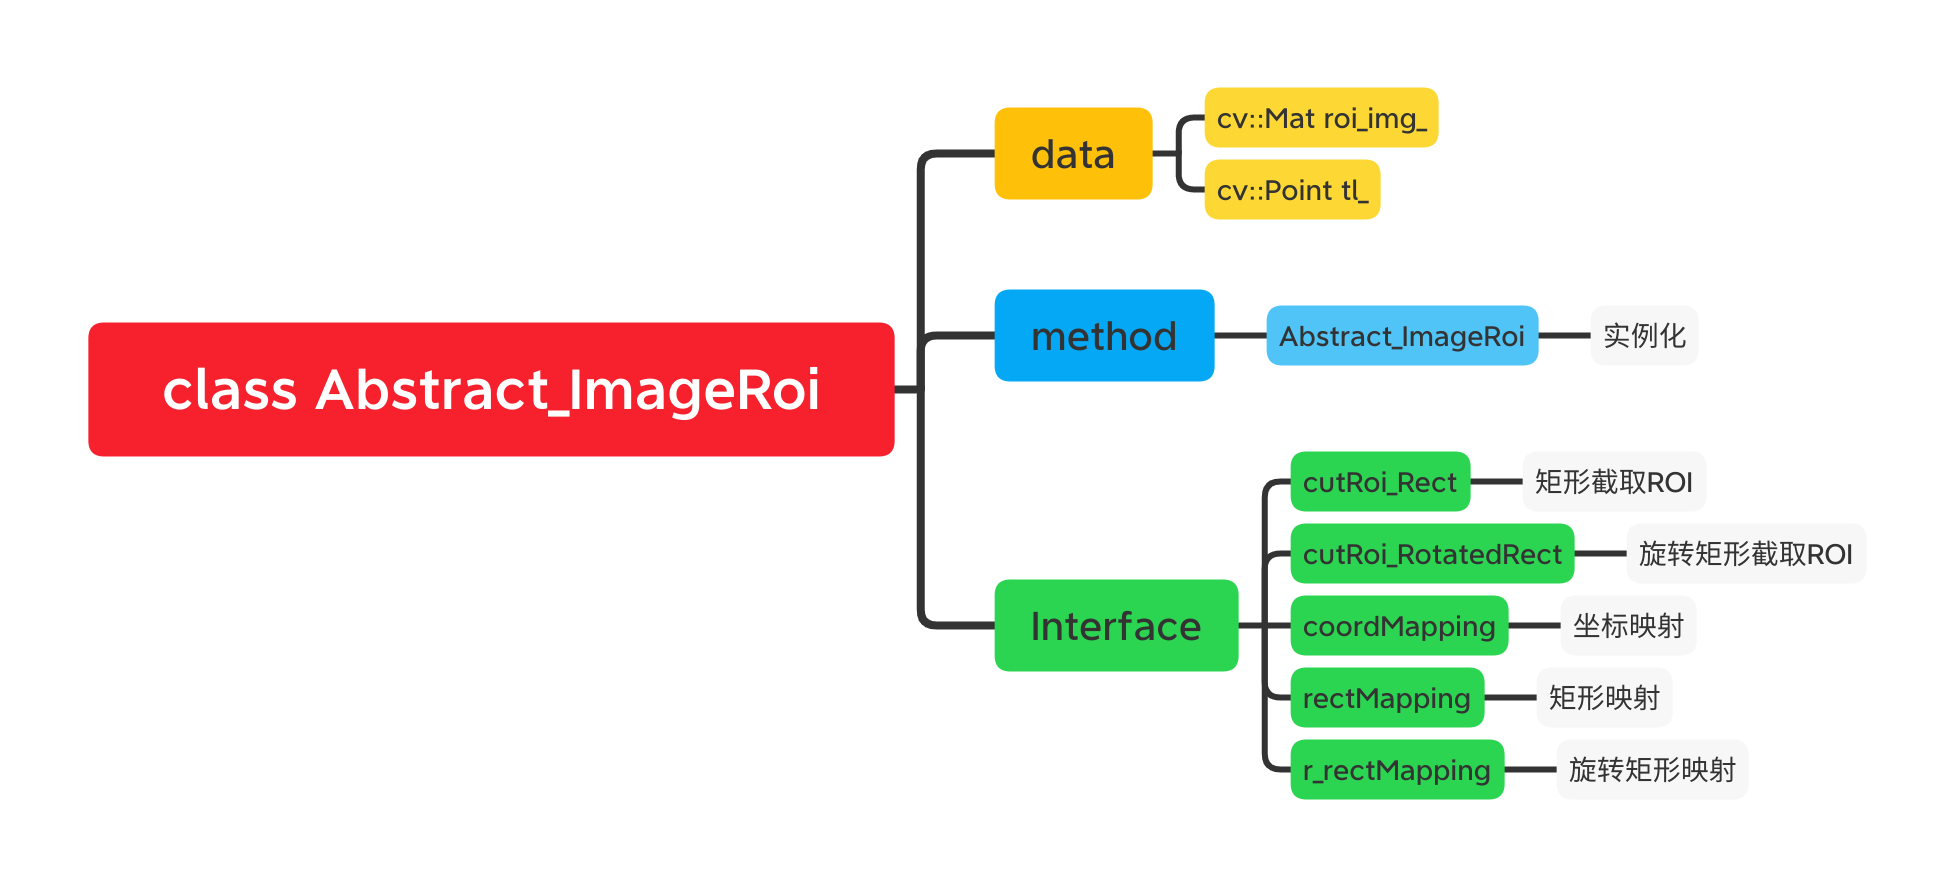 class Abstract_ImageRoi
data
cv::Mat roi_img_
cv::Point tl_
method
Abstract_ImageRoi
实例化
Interface
cutRoi_Rect
矩形截取ROI
cutRoi_RotatedRect
旋转矩形截取ROI
coordMapping
坐标映射
rectMapping
矩形映射
r_rectMapping
旋转矩形映射